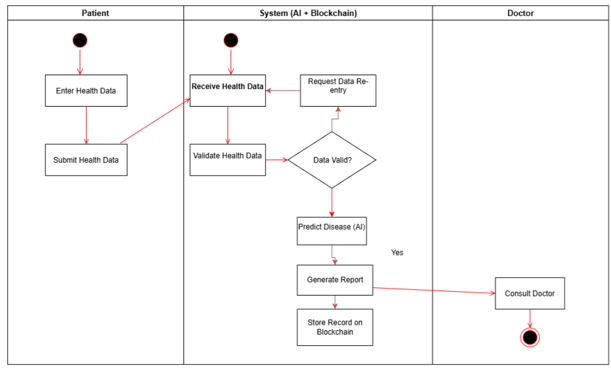 Patient
System (AI + Blockchain)
Doctor
Enter Health Data
Receive Health Data
Request Data Re-
entry
Submit Health Data
Validate Health Data
Data Valid?
Predict Disease (AI)
Yes
Generate Report
Consult Doctor
Store Record on
Blockchain